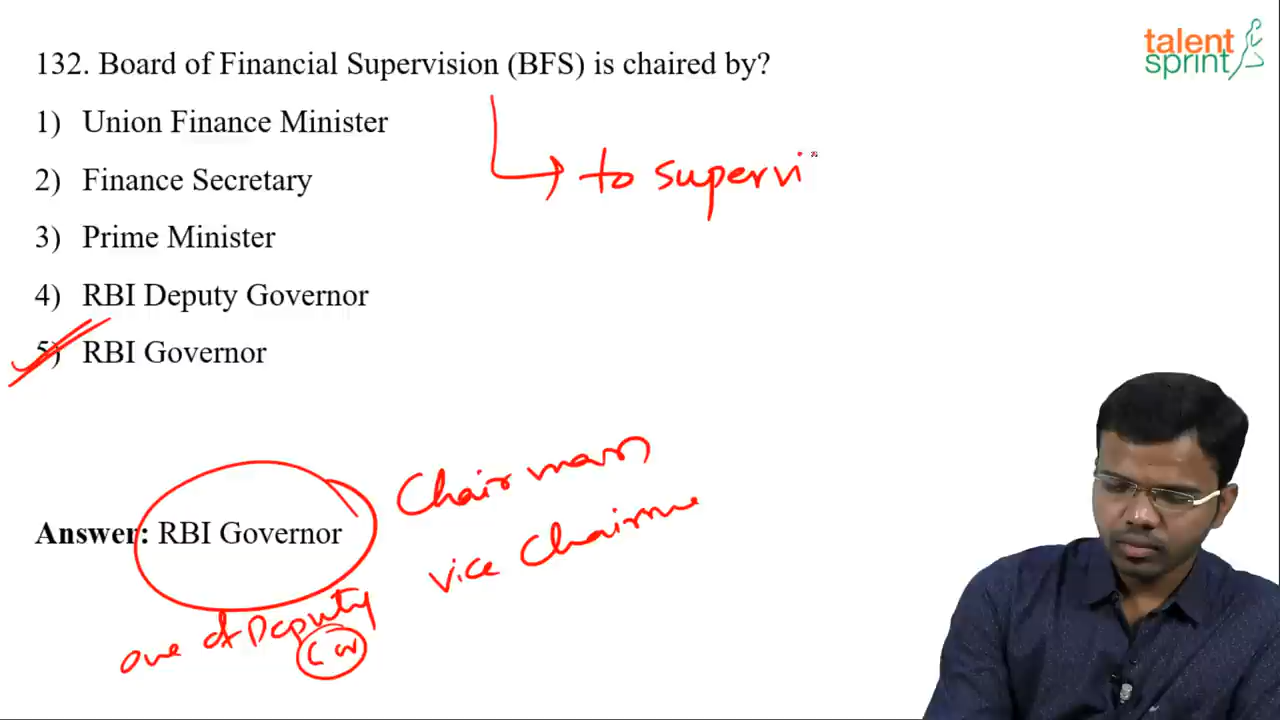 talent
sprint
132. Board of Financial Supervision (BFS) is chaired by?
1) Union Finance Minister
to supervi
2) Finance Secretary
3) Prime Minister
4) RBI Deputy Governor
5) RBI Governor
Chairman
Answer: RBI Governor
vice Chairm
one of Deputy